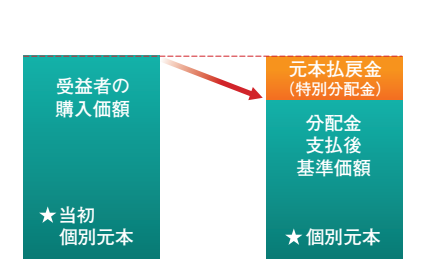 受益者の
購入価額
★当初
個別元本
元本払戻金
(特別分配金)
分配金
支払後
基準価額
★個別元本